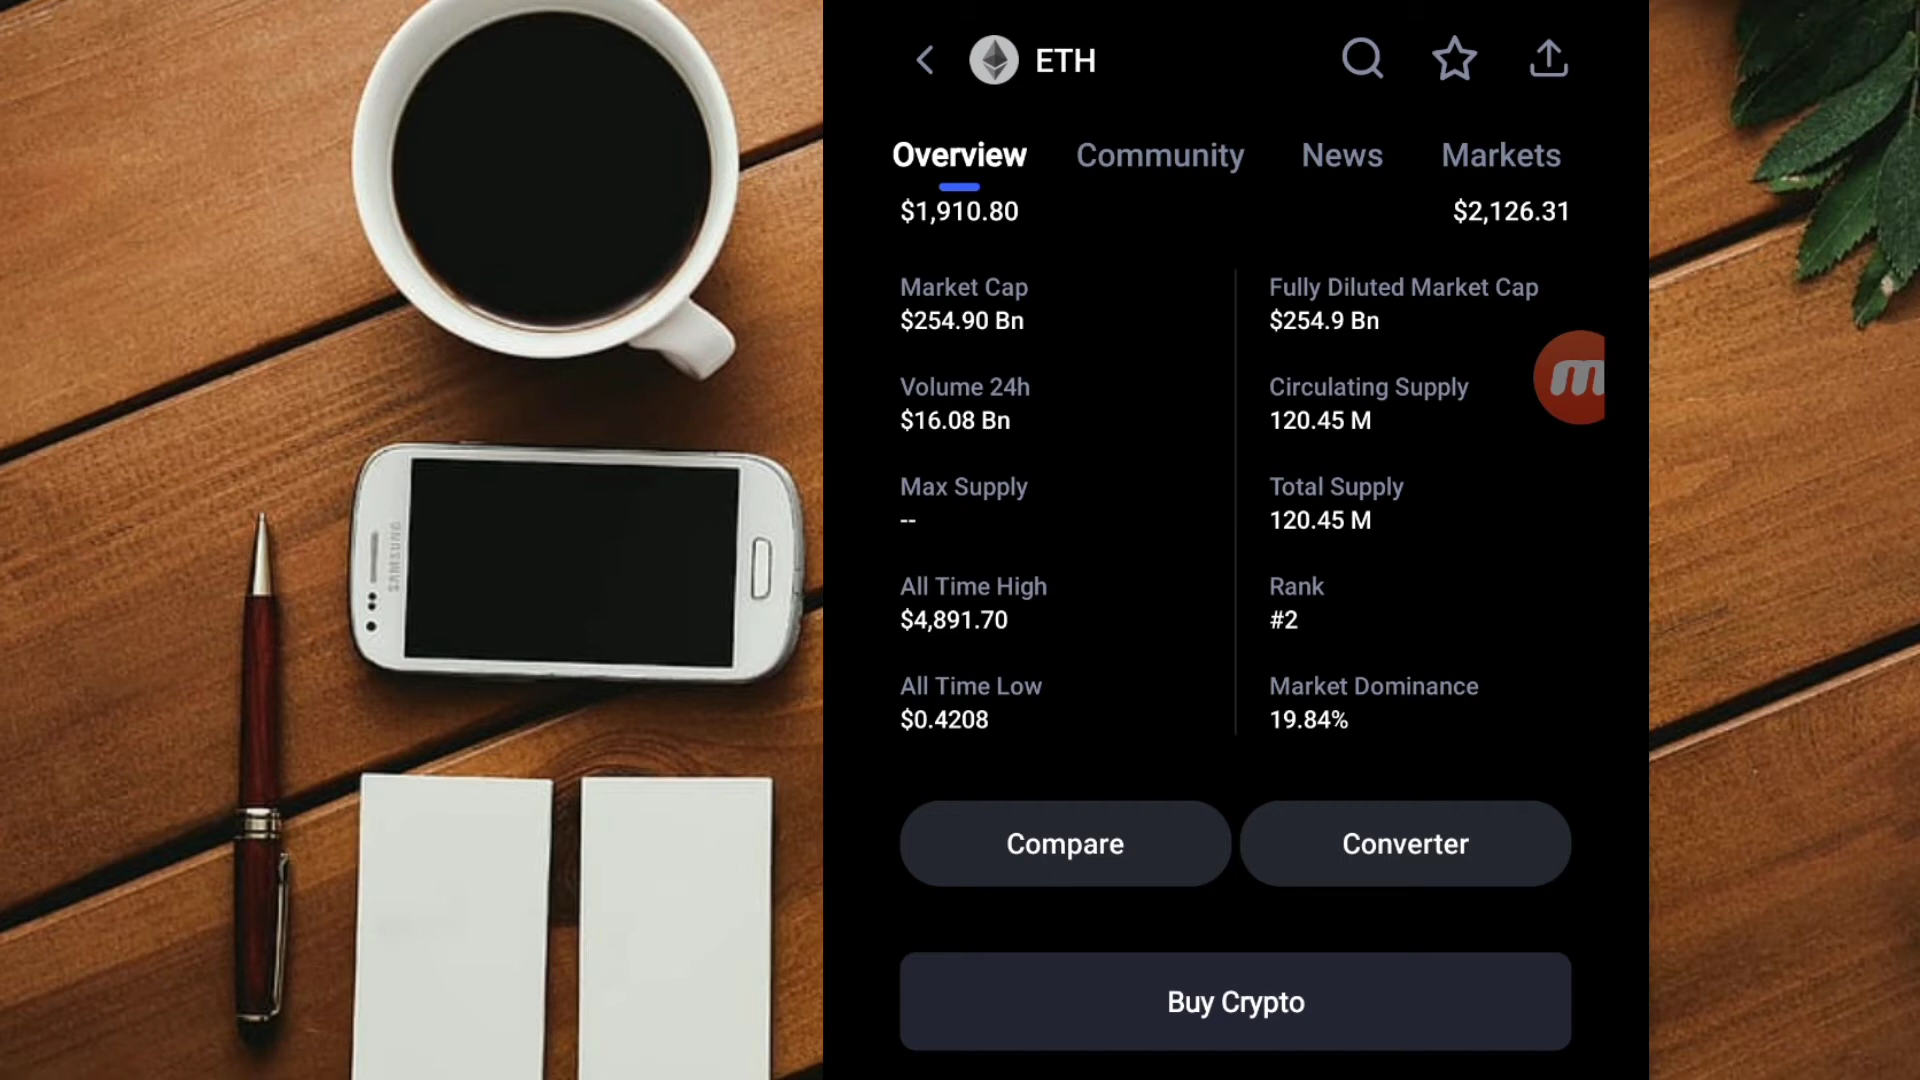 ETH
Overview
Community
News
Markets
$1,910.80
$2,126.31
Market Cap
$254.90 Bn
Fully Diluted Market Cap
$254.9 Bn
Volume 24h
$16.08 Bn
Circulating Supply
120.45 M
Max Supply
--
Total Supply
120.45 M
All Time High
$4,891.70
Rank
#2
All Time Low
$0.4208
Market Dominance
19.84%
Compare
Converter
Buy Crypto
SAMSUNG
m